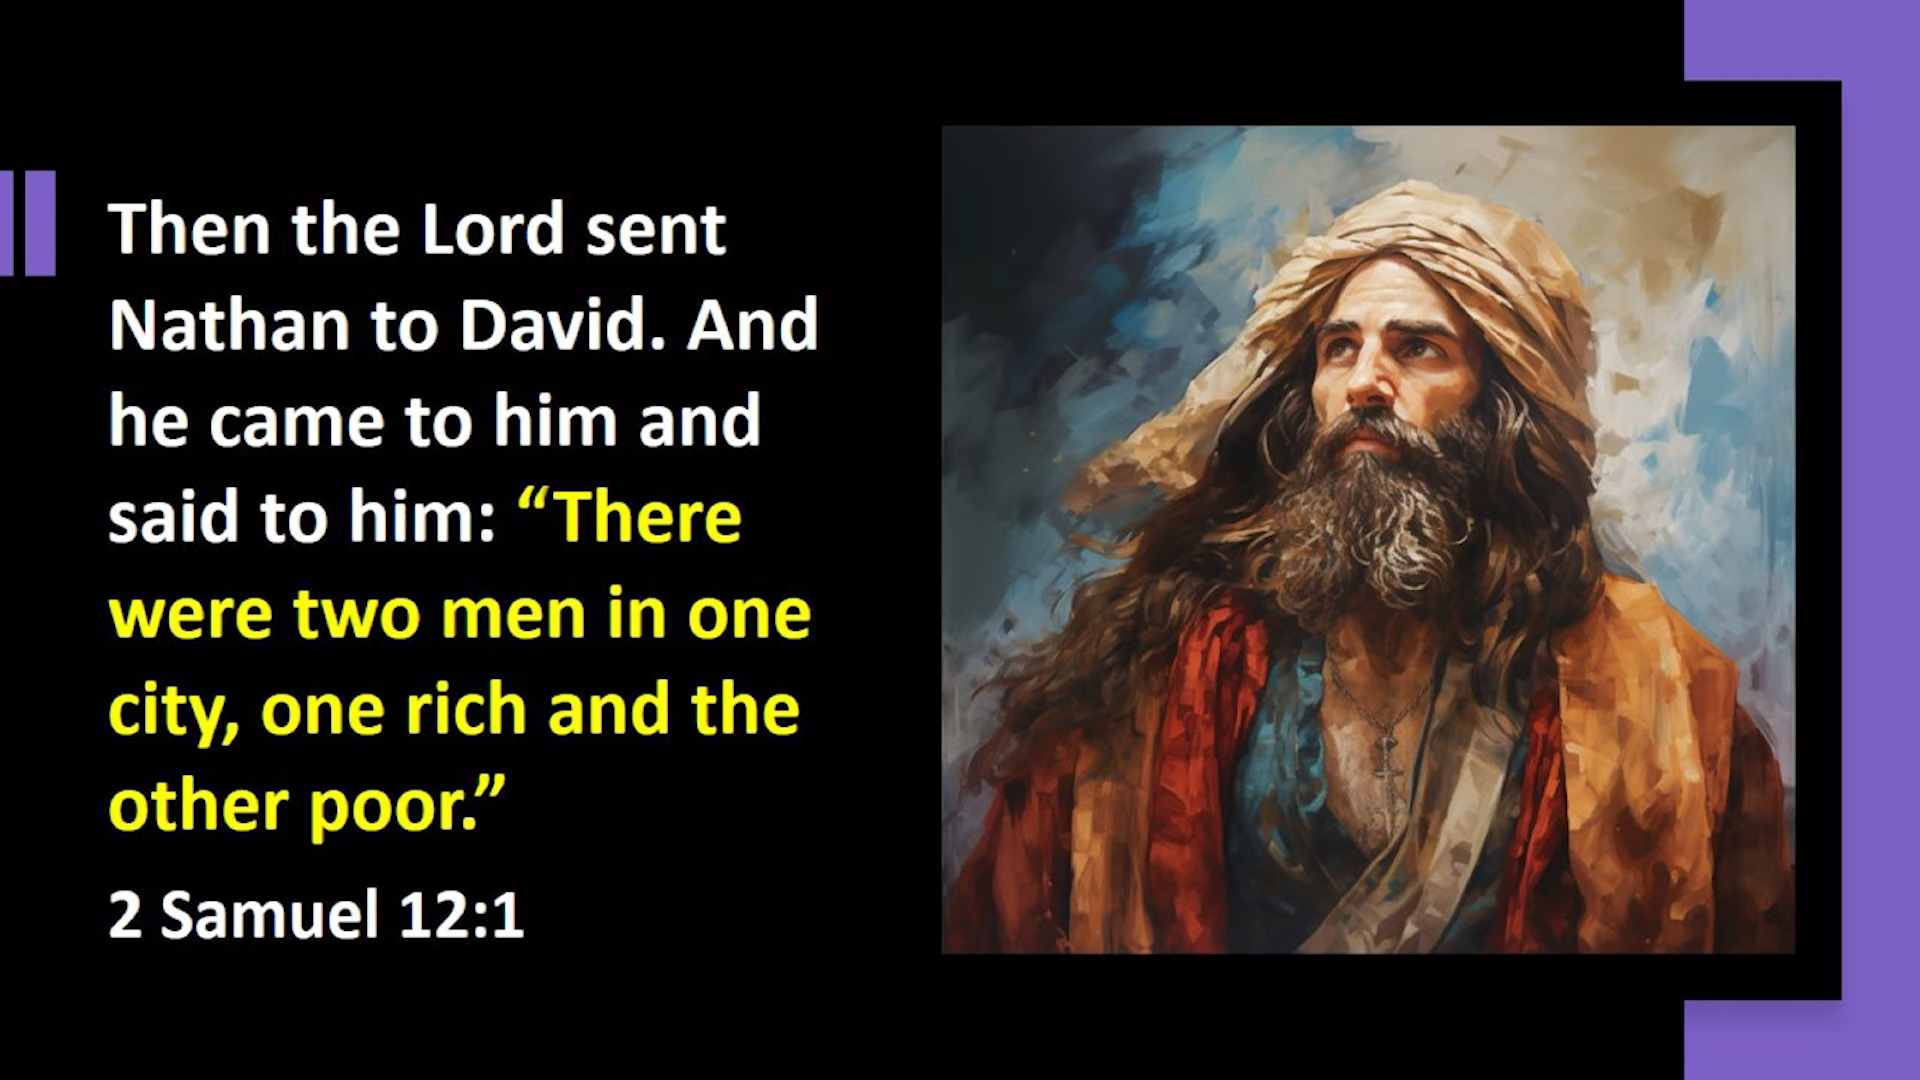 Then the Lord sent
Nathan to David. And
he came to him and
said to him: “There
were two men in one
city, one rich and the
other poor.”
2 Samuel 12:1